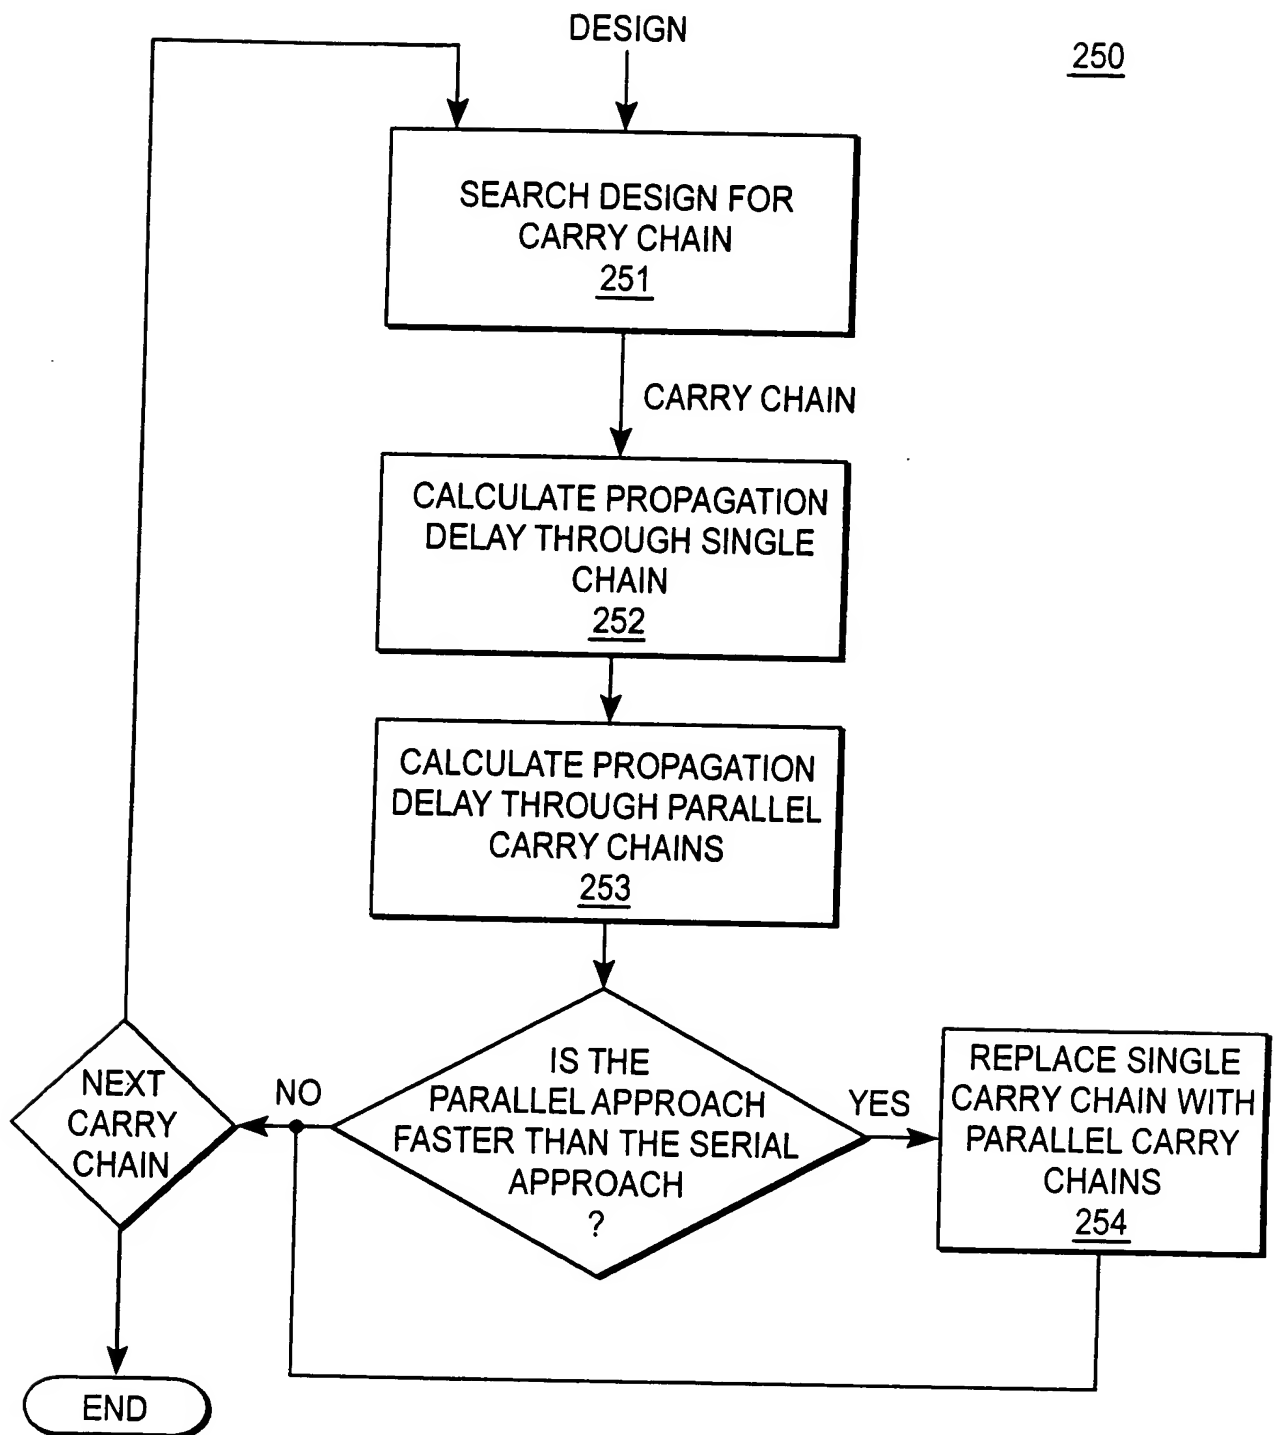 DESIGN
250
SEARCH DESIGN FOR
CARRY CHAIN
251
CARRY CHAIN
CALCULATE PROPAGATION
DELAY THROUGH SINGLE
CHAIN
252
CALCULATE PROPAGATION
DELAY THROUGH PARALLEL
CARRY CHAINS
253
IS THE
PARALLEL APPROACH
FASTER THAN THE SERIAL
APPROACH
?
YES
REPLACE SINGLE
CARRY CHAIN WITH
PARALLEL CARRY
CHAINS
254
NO
NEXT
CARRY
CHAIN
END